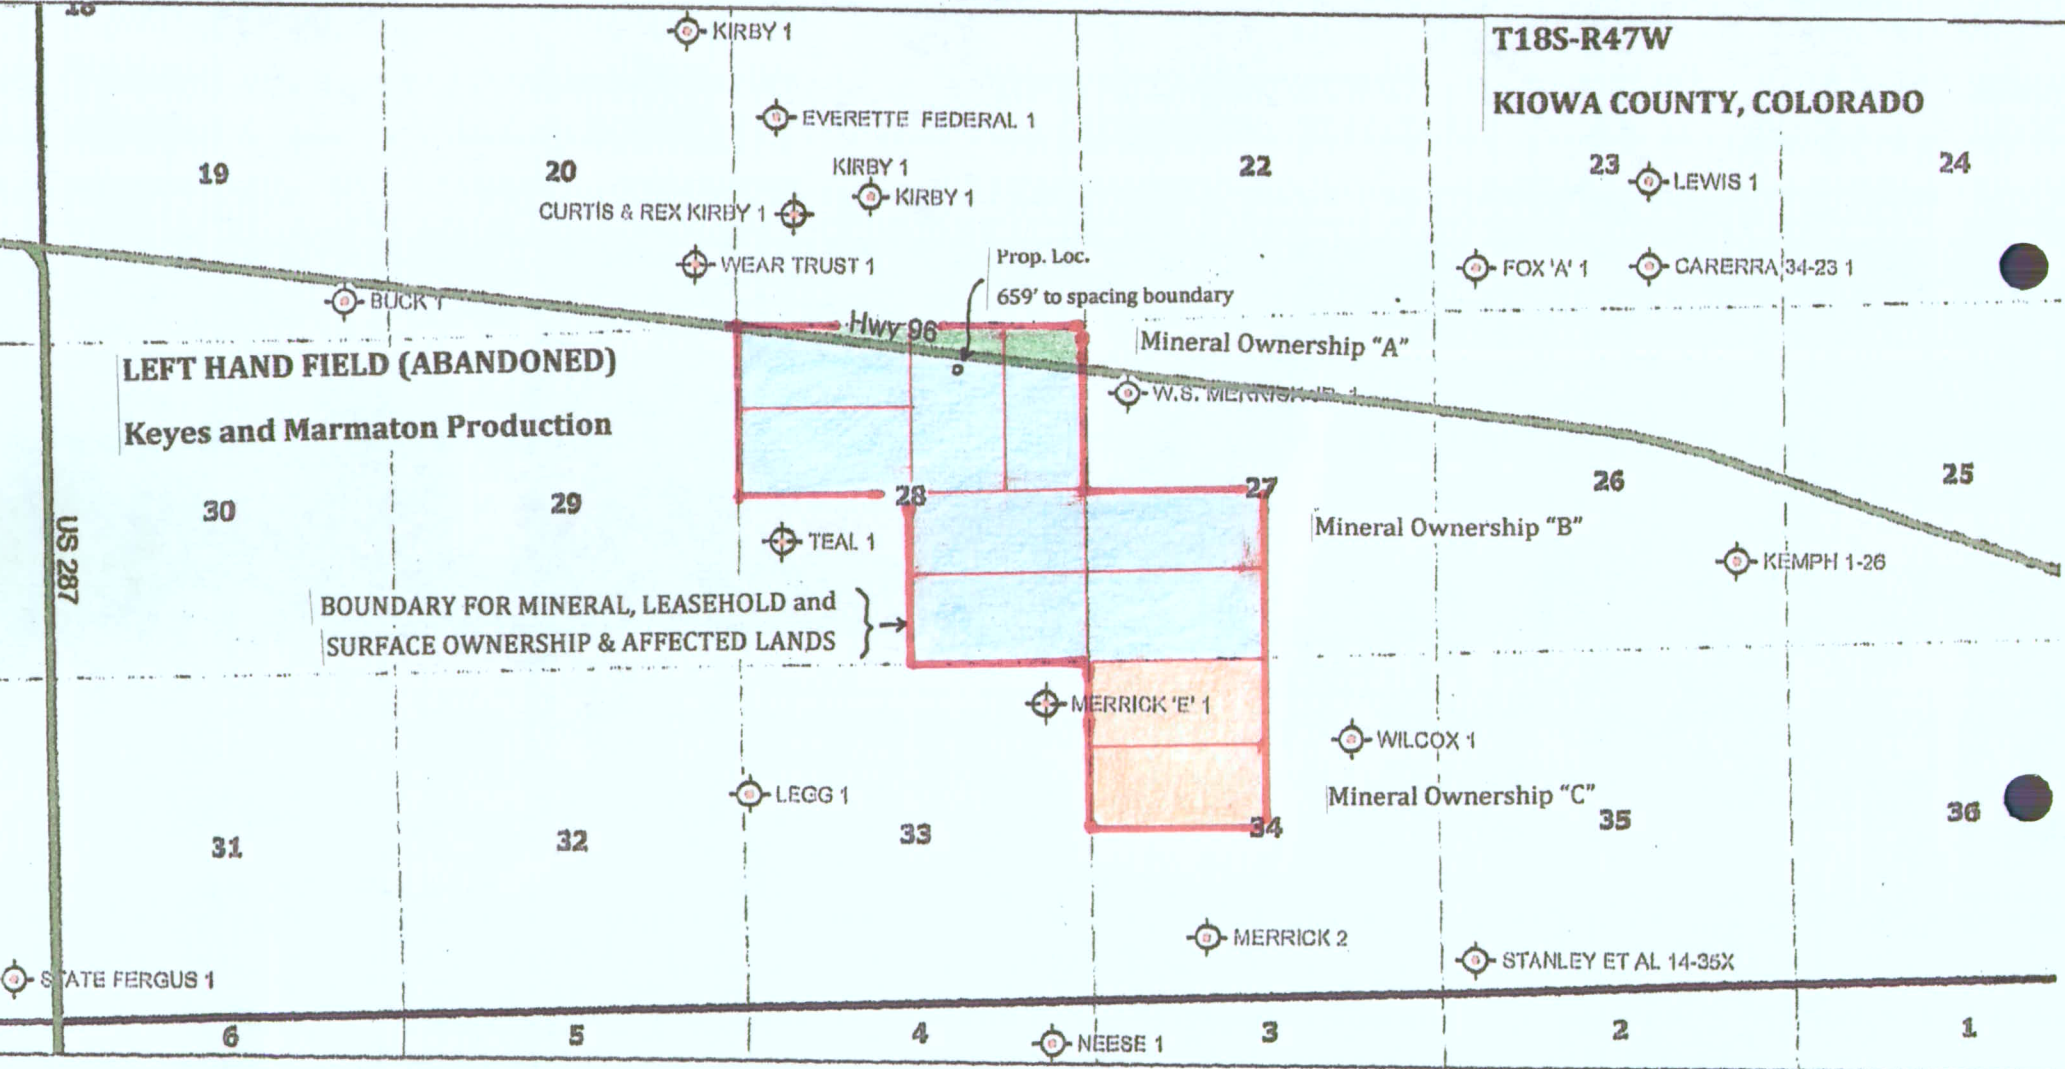 18
KIRBY 1
T18S-R47W
EVERETTE FEDERAL 1
KIOWA COUNTY, COLORADO
19
20
KIRBY 1
22
23
LEWIS 1
24
CURTIS & REX KIRBY 1
KIRBY 1
WEAR TRUST 1
Prop. Loc.
659' to spacing boundary
FOX 'A' 1
CARERRA 34-23 1
BUCK 1
Hwy 96
Mineral Ownership "A"
LEFT HAND FIELD (ABANDONED)
Keyes and Marmaton Production
W.S. MERRICK JR. 1
30
29
28
27
26
25
US 287
TEAL 1
Mineral Ownership "B"
KEMPH 1-26
BOUNDARY FOR MINERAL, LEASEHOLD and
SURFACE OWNERSHIP & AFFECTED LANDS
MERRICK 'E' 1
WILCOX 1
LEGG 1
Mineral Ownership "C"
31
32
33
34
35
36
MERRICK 2
STANLEY ET AL 14-35X
STATE FERGUS 1
6
5
4
NEESE 1
3
2
1